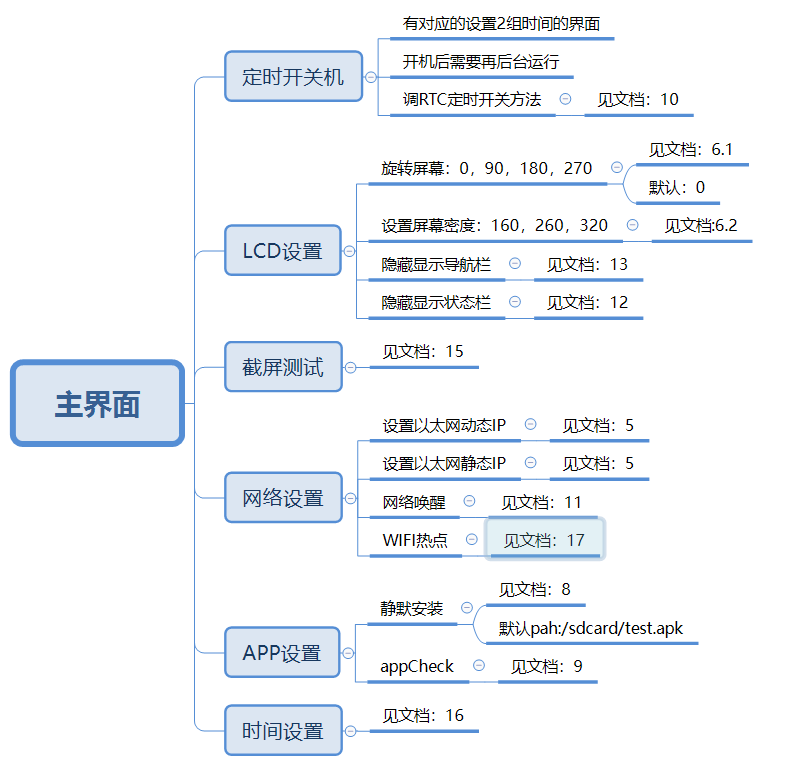 主界面
定时开关机
有对应的设置2组时间的界面
开机后需要再后台运行
调RTC定时开关方法
见文档：10
LCD设置
旋转屏幕：0，90，180，270
见文档：6.1
默认：0
设置屏幕密度：160，260，320
见文档:6.2
隐藏显示导航栏
见文档：13
隐藏显示状态栏
见文档：12
截屏测试
见文档：15
网络设置
设置以太网动态IP
见文档：5
设置以太网静态IP
见文档：5
网络唤醒
见文档：11
WIFI热点
见文档：17
APP设置
静默安装
见文档：8
默认pah:/sdcard/test.apk
appCheck
见文档：9
时间设置
见文档：16